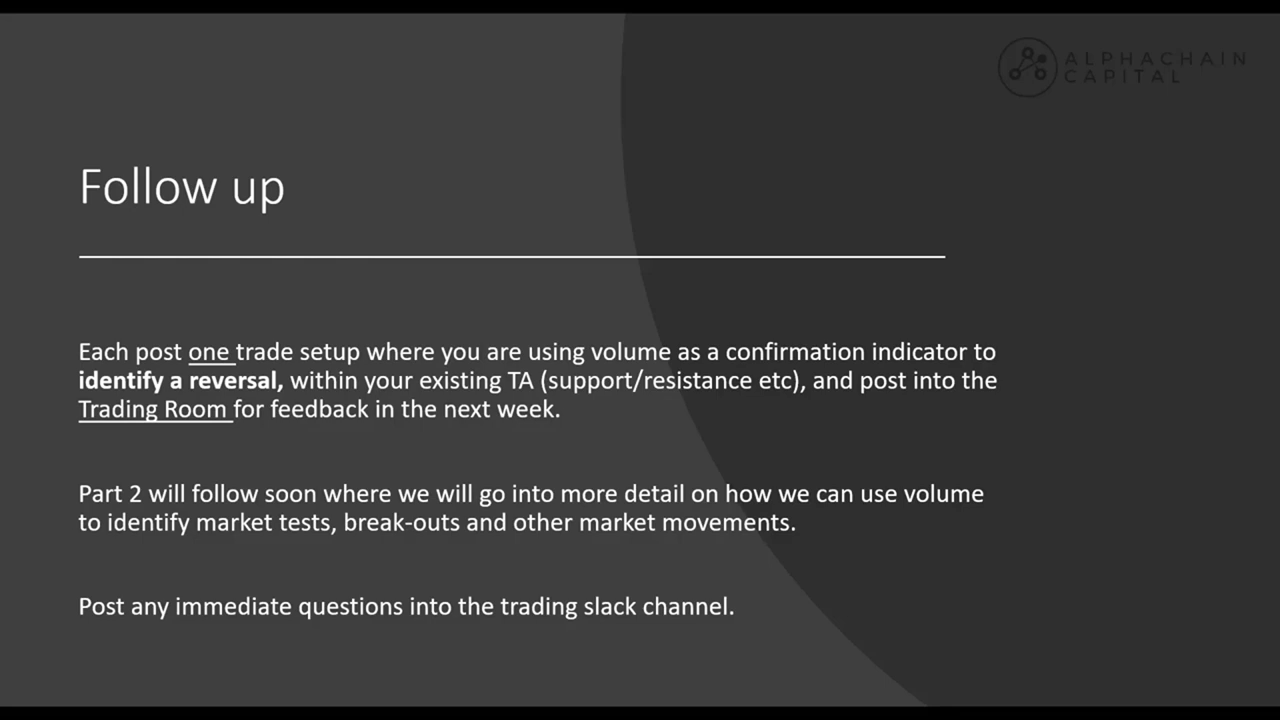 ALPHACHAIN
CAPITAL
Follow up
Each post one trade setup where you are using volume as a confirmation indicator to
identify a reversal, within your existing TA (support/resistance etc), and post into the
Trading Room for feedback in the next week.
Part 2 will follow soon where we will go into more detail on how we can use volume
to identify market tests, break-outs and other market movements.
Post any immediate questions into the trading slack channel.